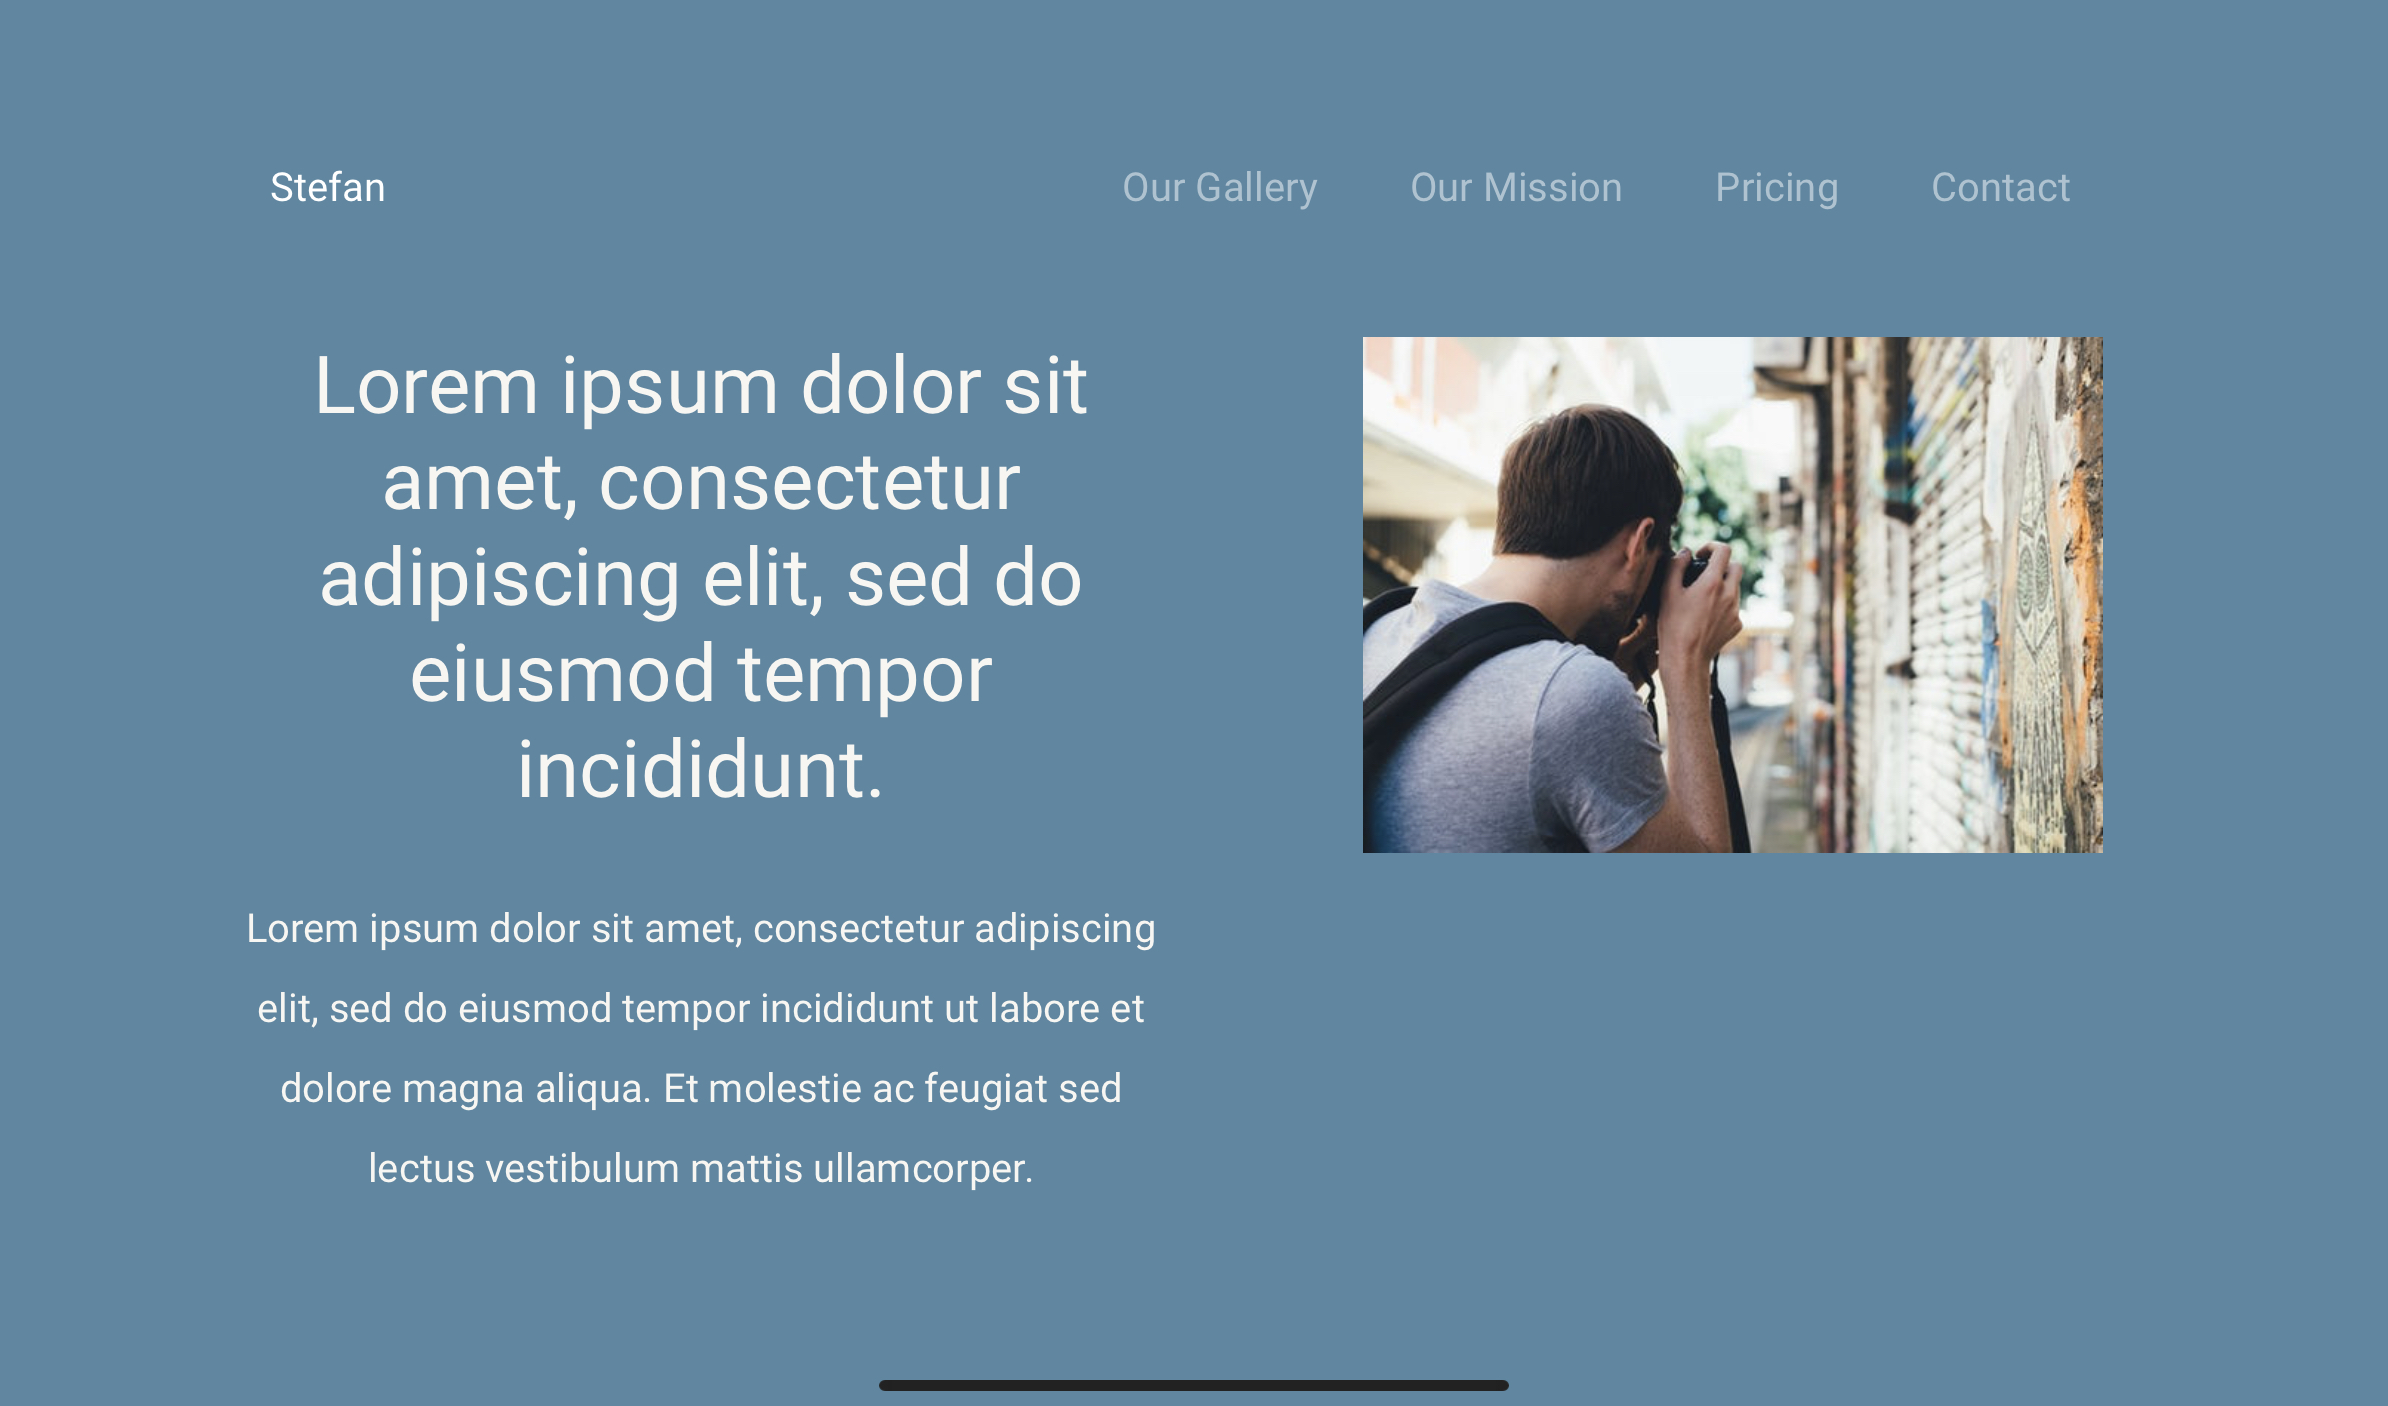 Stefan
Our Gallery
Our Mission
Pricing
Contact
Lorem ipsum dolor sit
amet, consectetur
adipiscing elit, sed do
eiusmod tempor
incididunt.
Lorem ipsum dolor sit amet, consectetur adipiscing
elit, sed do eiusmod tempor incididunt ut labore et
dolore magna aliqua. Et molestie ac feugiat sed
lectus vestibulum mattis ullamcorper.